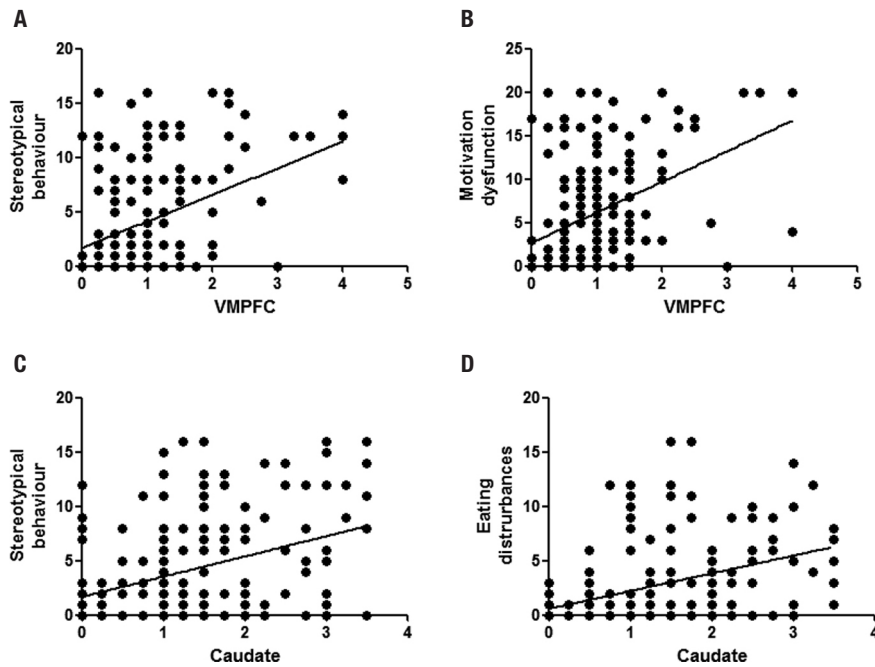 A
20
15
10
5
0
Stereotypical
behaviour
0 1 2 3 4 5
VMPFC
B
25
20
15
10
5
0
Motivation
dysfunction
0 1 2 3 4 5
VMPFC
C
20
15
10
5
0
Stereotypical
behaviour
0 1 2 3 4
Caudate
D
20
15
10
5
0
Eating
distrurbances
0 1 2 3 4
Caudate